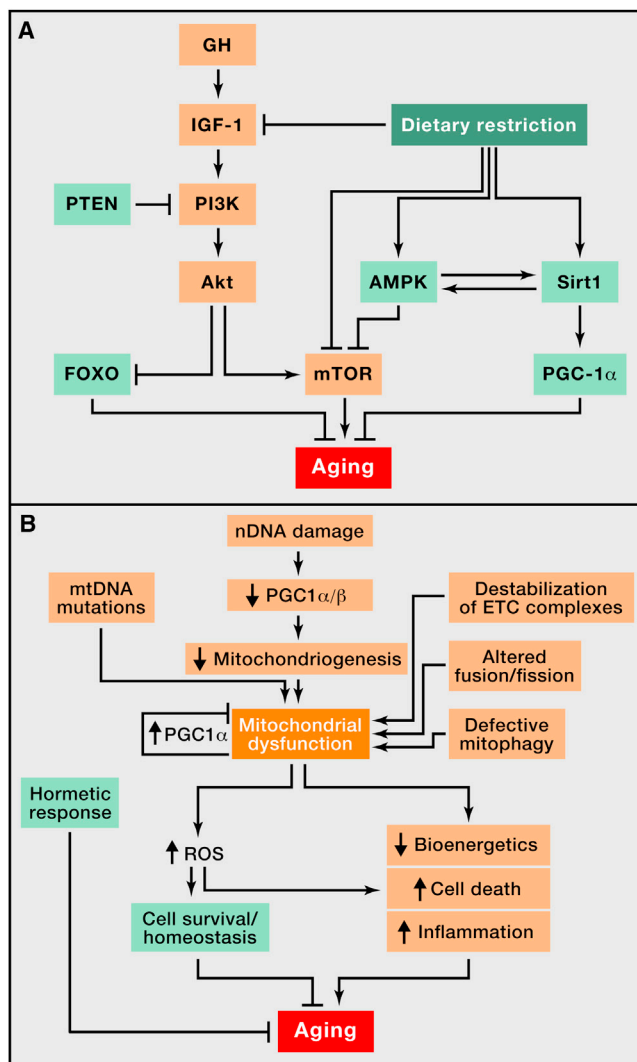 A
GH
IGF-1
Dietary restriction
PTEN
PI3K
Akt
AMPK
Sirt1
FOXO
mTOR
PGC-1α
Aging
B
nDNA damage
mtDNA
mutations
↓ PGC1α/β
Destabilization
of ETC complexes
↓ Mitochondriogenesis
Altered
fusion/fission
↑ PGC1α
Mitochondrial
dysfunction
Defective
mitophagy
Hormetic
response
↑ ROS
↓ Bioenergetics
↑ Cell death
↑ Inflammation
Cell survival/
homeostasis
Aging